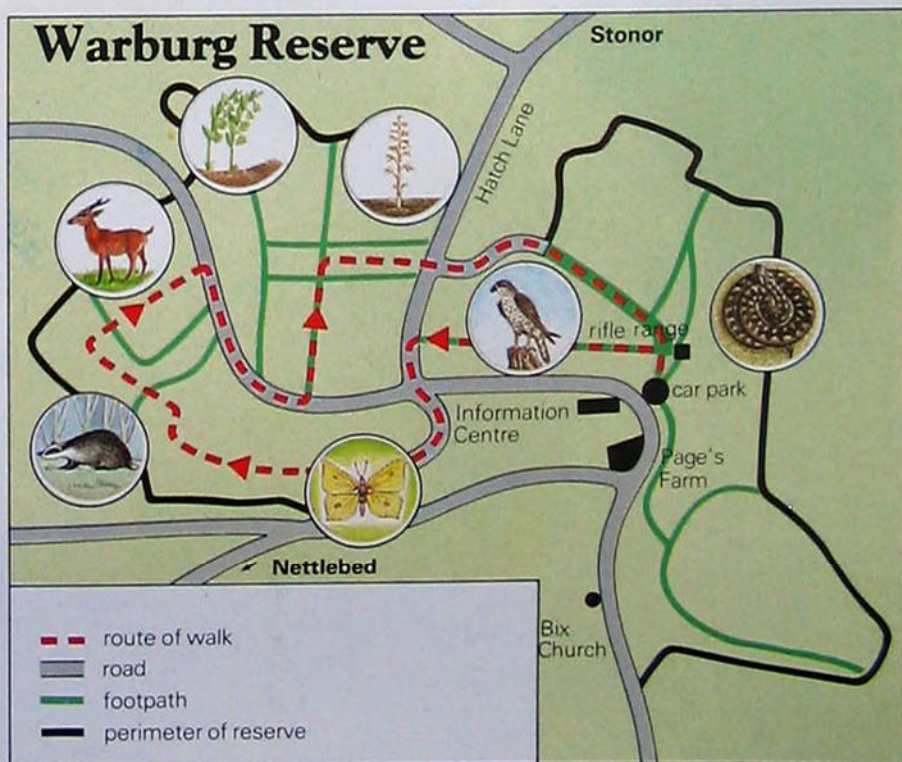 Warburg Reserve
Stonor
Hatch Lane
rifle range
car park
Information
Centre
Page's
Farm
Nettlebed
Bix
Church
route of walk
road
footpath
perimeter of reserve